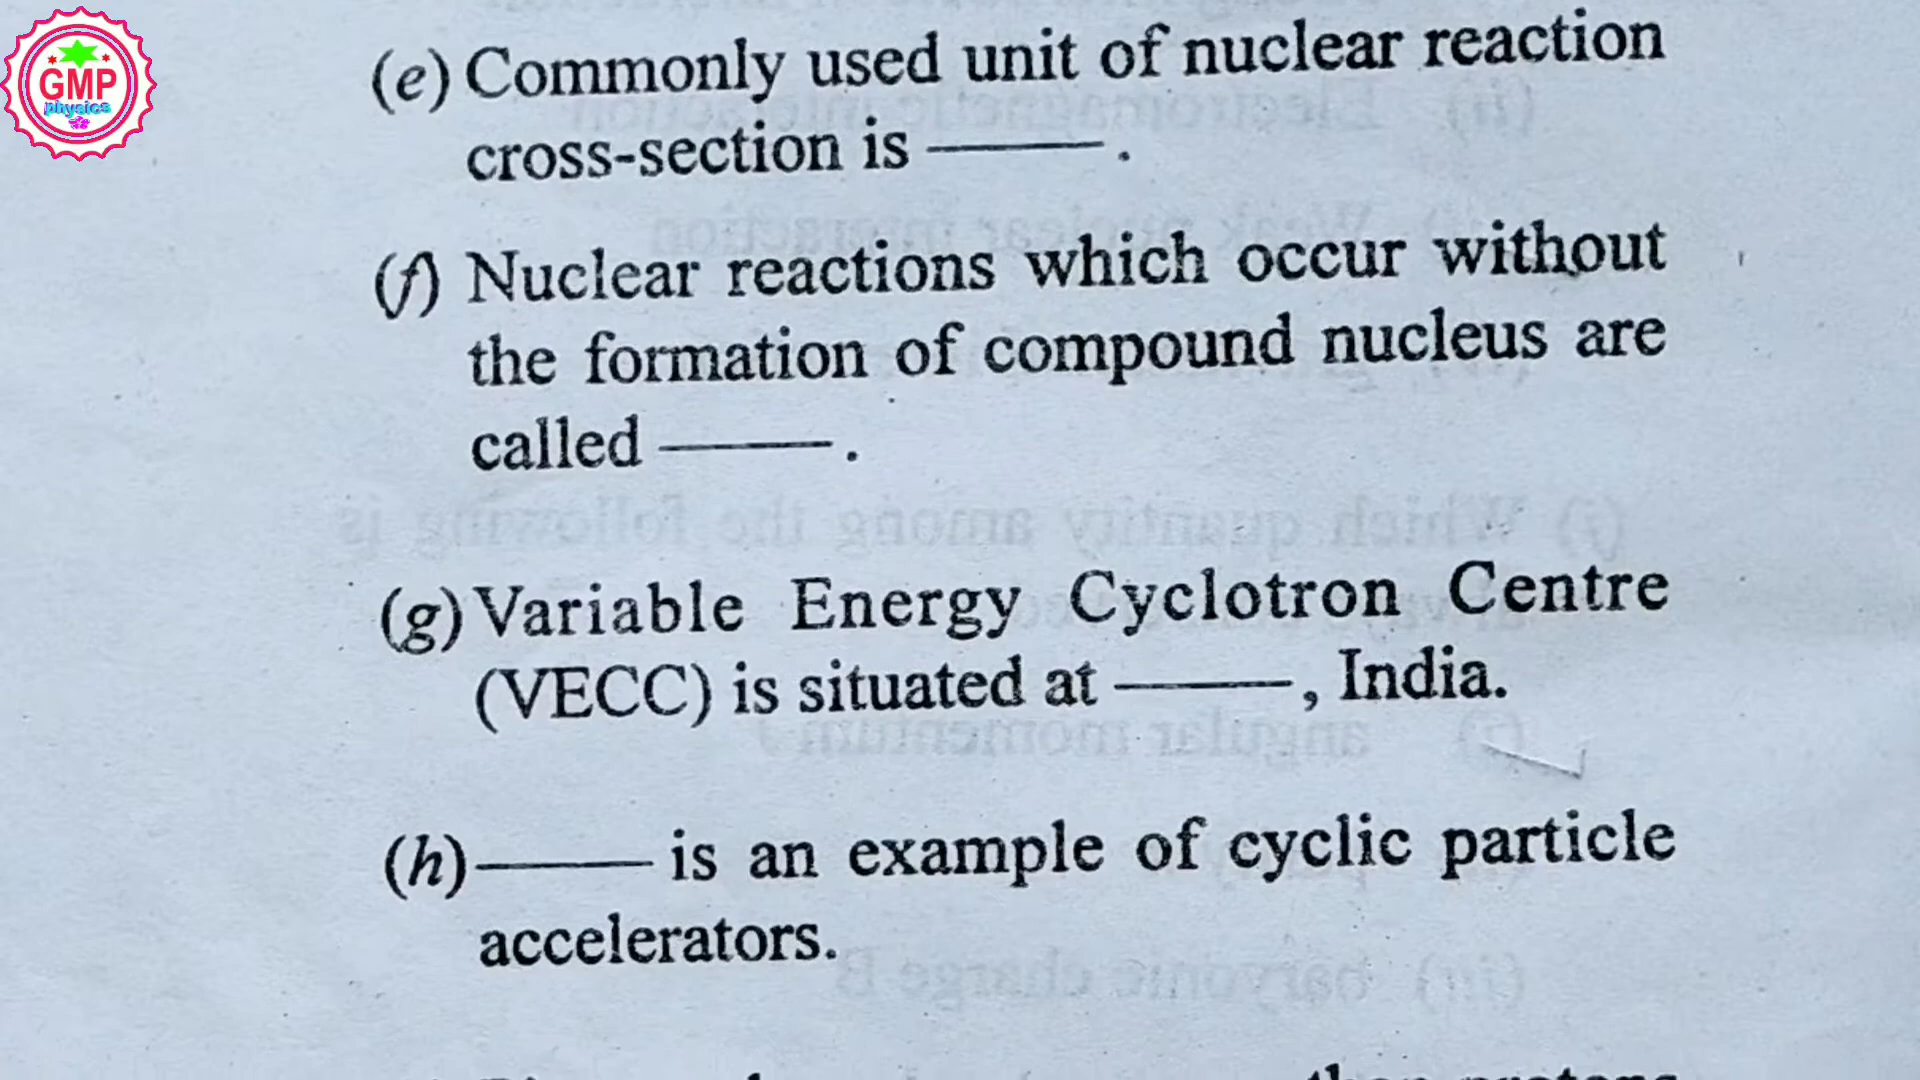 GMP
physics
(e) Commonly used unit of nuclear reaction
cross-section is ———.
(f) Nuclear reactions which occur without
the formation of compound nucleus are
called ———.
(g) Variable Energy Cyclotron Centre
(VECC) is situated at ———, India.
(h) ——— is an example of cyclic particle
accelerators.
than protons